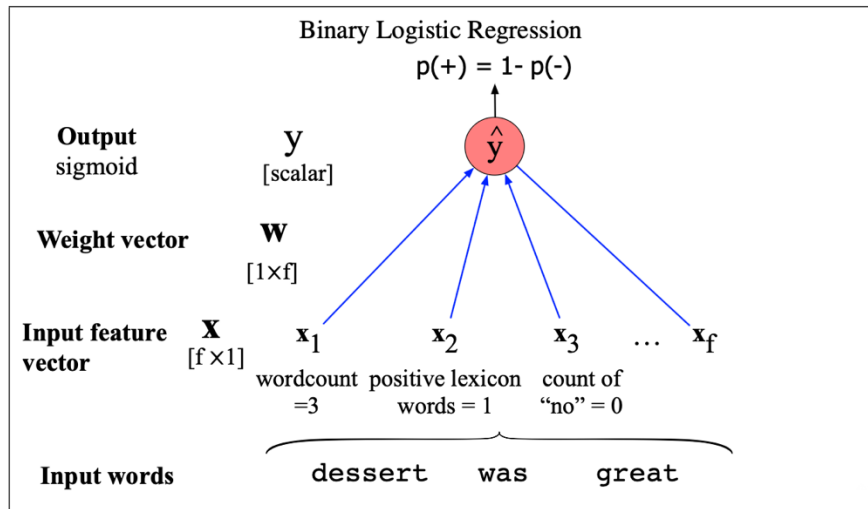 Binary Logistic Regression
p(+) = 1- p(-)
Output
sigmoid
y
[scalar]
ŷ
Weight vector
w
[1×f]
Input feature
vector
x
[f ×1]
x1 x2 x3 … xf
wordcount
=3
positive lexicon
words = 1
count of
“no” = 0
Input words
dessert was great